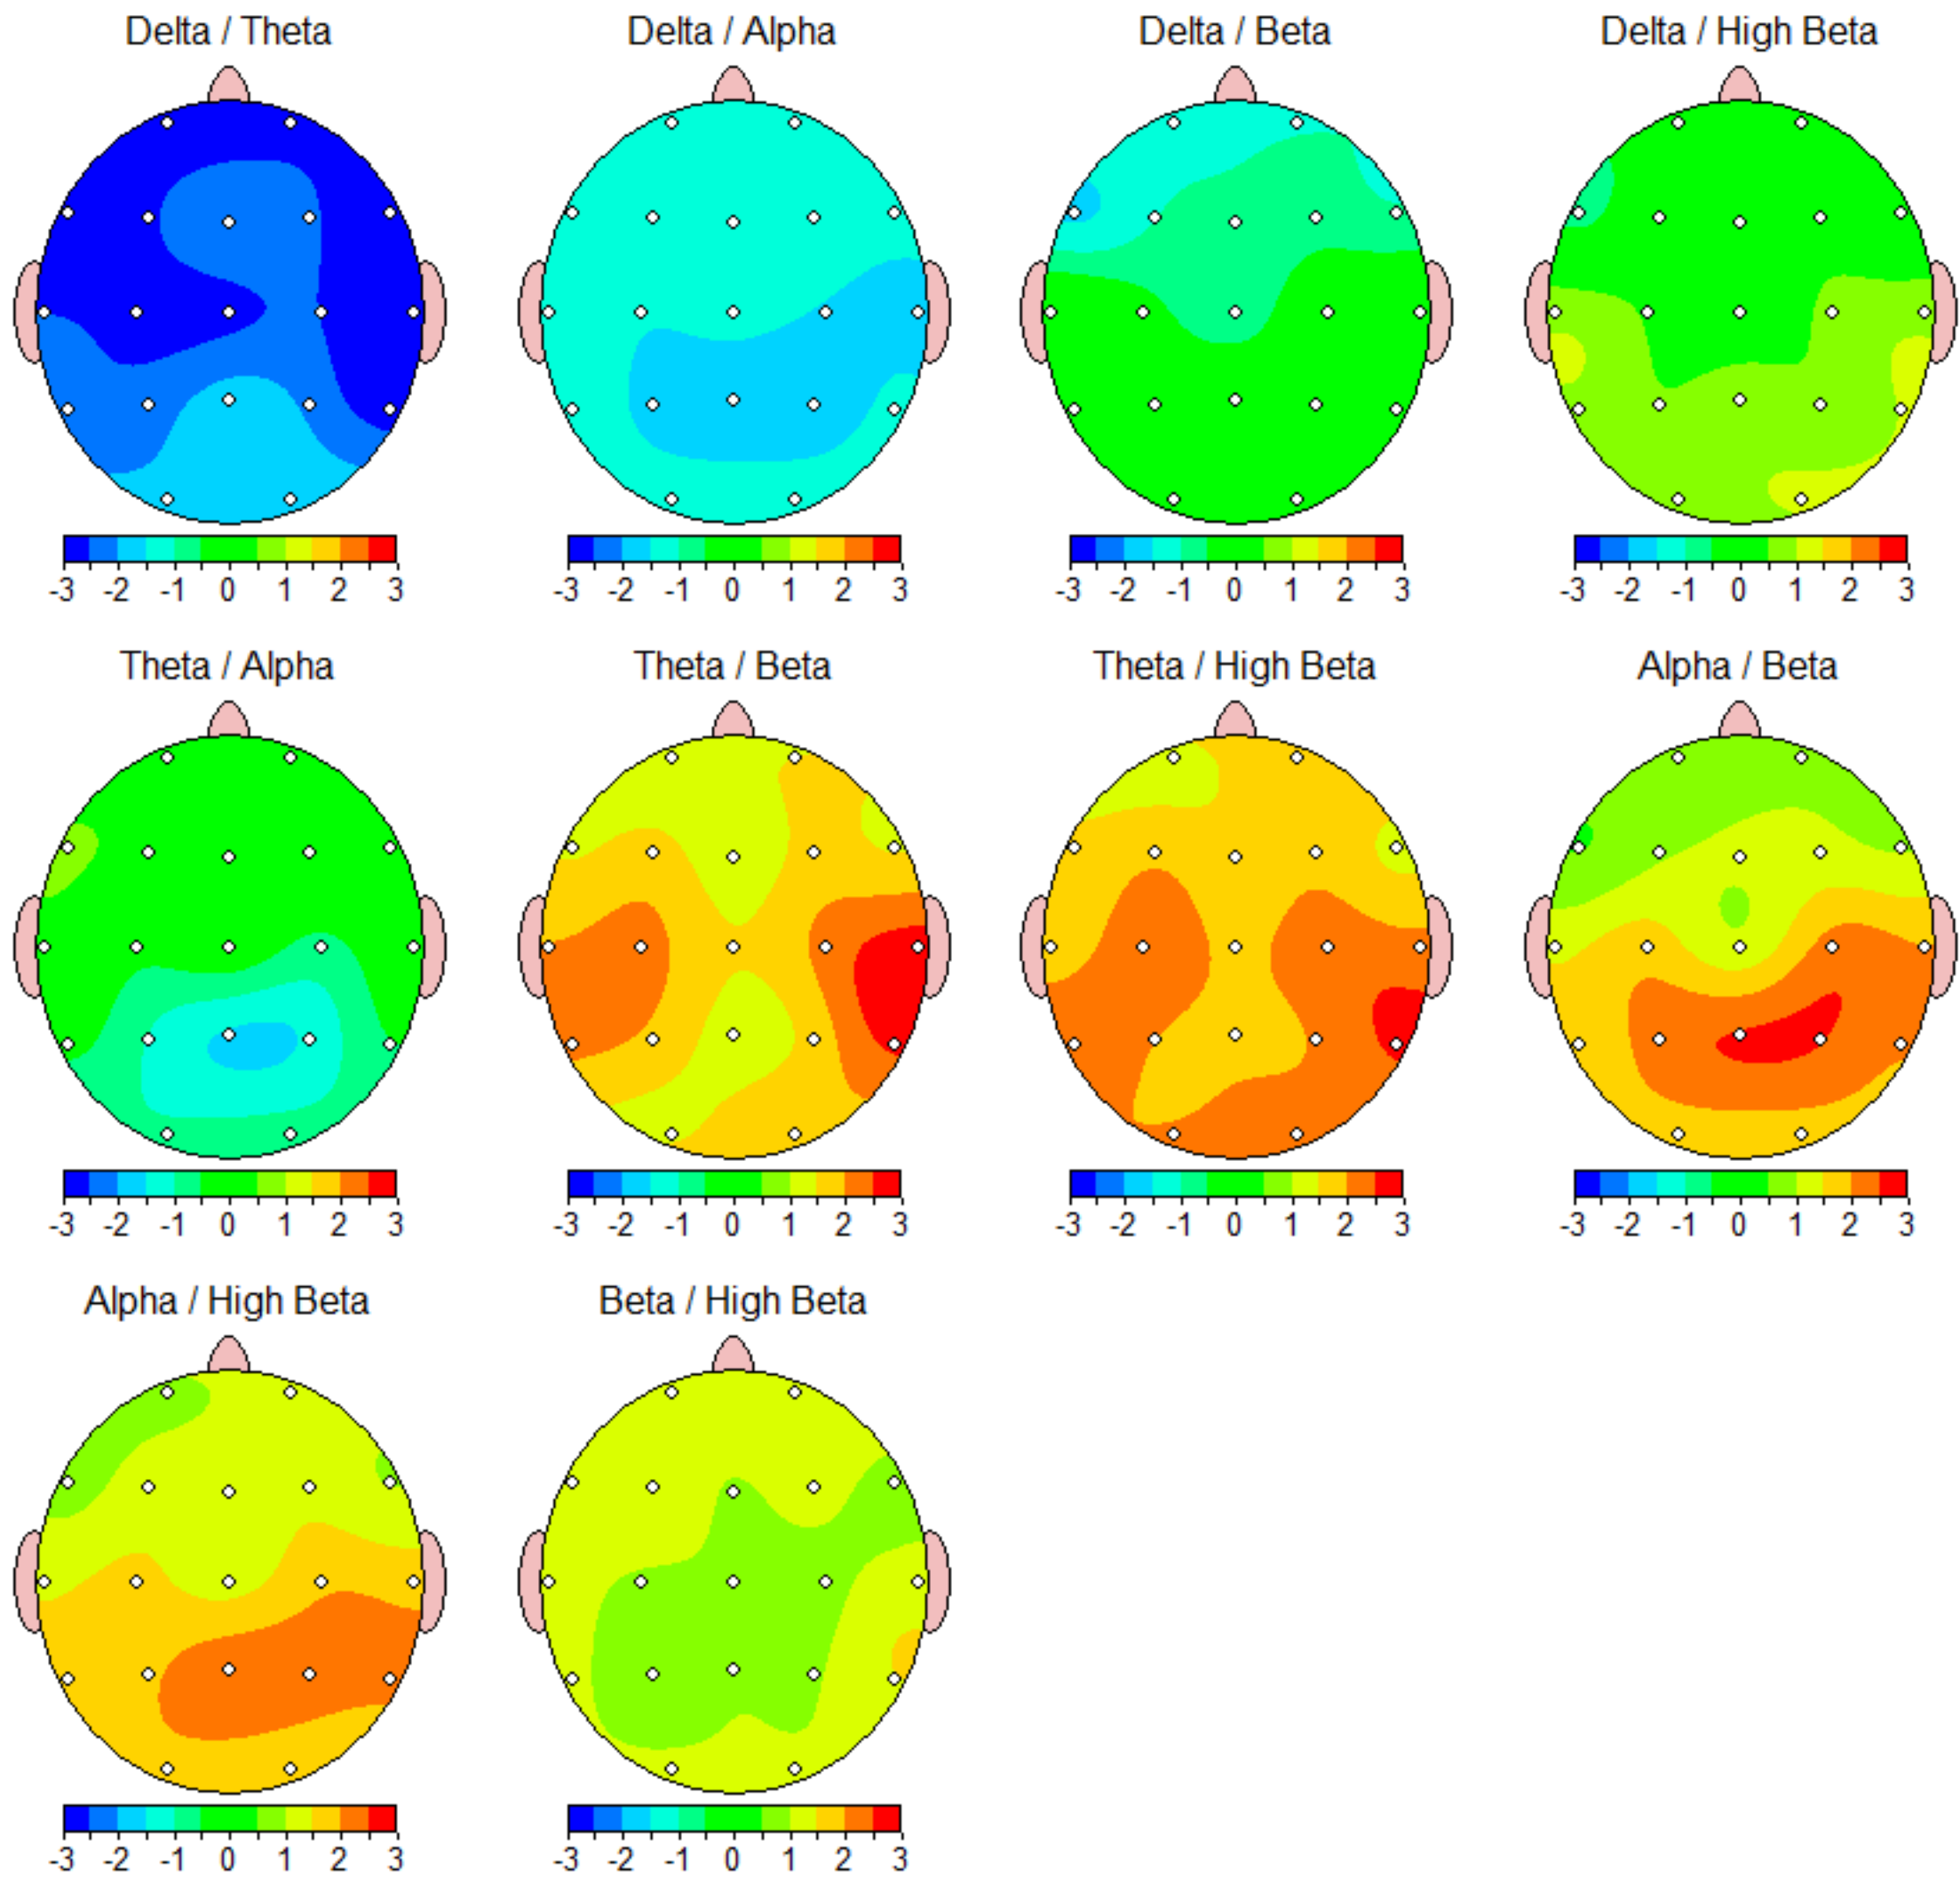 Delta / Theta Delta / Alpha Delta / Beta Delta / High Beta
-3 -2 -1 0 1 2 3 -3 -2 -1 0 1 2 3 -3 -2 -1 0 1 2 3 -3 -2 -1 0 1 2 3
Theta / Alpha Theta / Beta Theta / High Beta Alpha / Beta
-3 -2 -1 0 1 2 3 -3 -2 -1 0 1 2 3 -3 -2 -1 0 1 2 3 -3 -2 -1 0 1 2 3
Alpha / High Beta Beta / High Beta
-3 -2 -1 0 1 2 3 -3 -2 -1 0 1 2 3